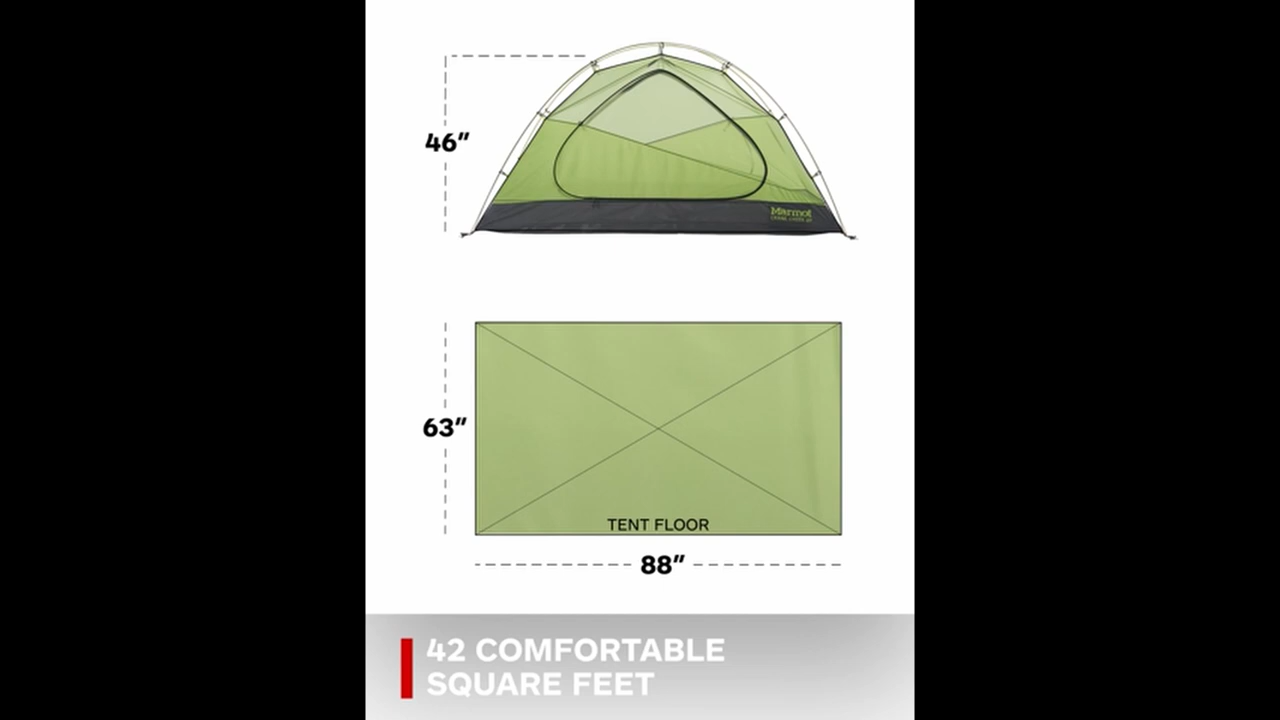 46"
Marmot
63"
TENT FLOOR
88"
42 COMFORTABLE
SQUARE FEET